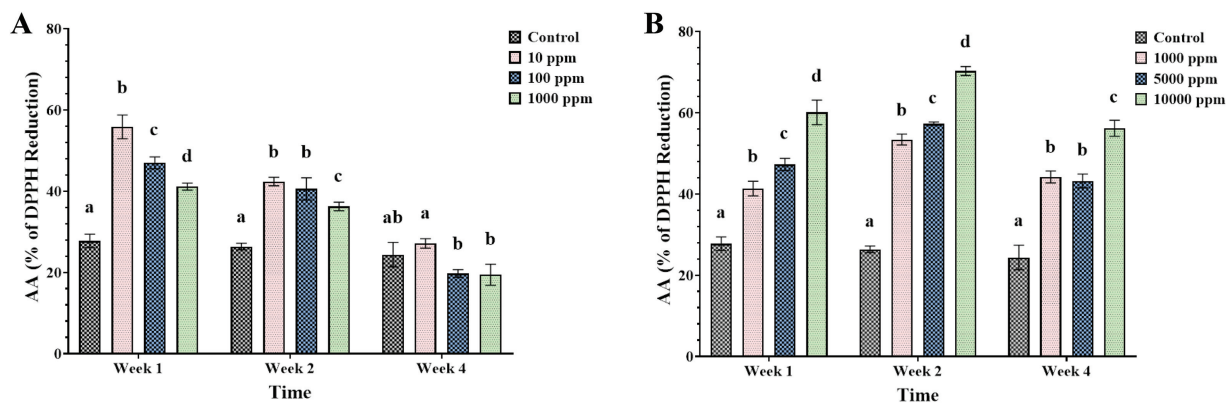 A
AA (% of DPPH Reduction)
80
60
40
20
0
Control
10 ppm
100 ppm
1000 ppm
a
b
c
d
a
b
b
c
ab
a
b
b
Week 1
Week 2
Week 4
Time
B
AA (% of DPPH Reduction)
80
60
40
20
0
Control
1000 ppm
5000 ppm
10000 ppm
a
b
c
d
a
b
c
d
a
b
b
c
Week 1
Week 2
Week 4
Time